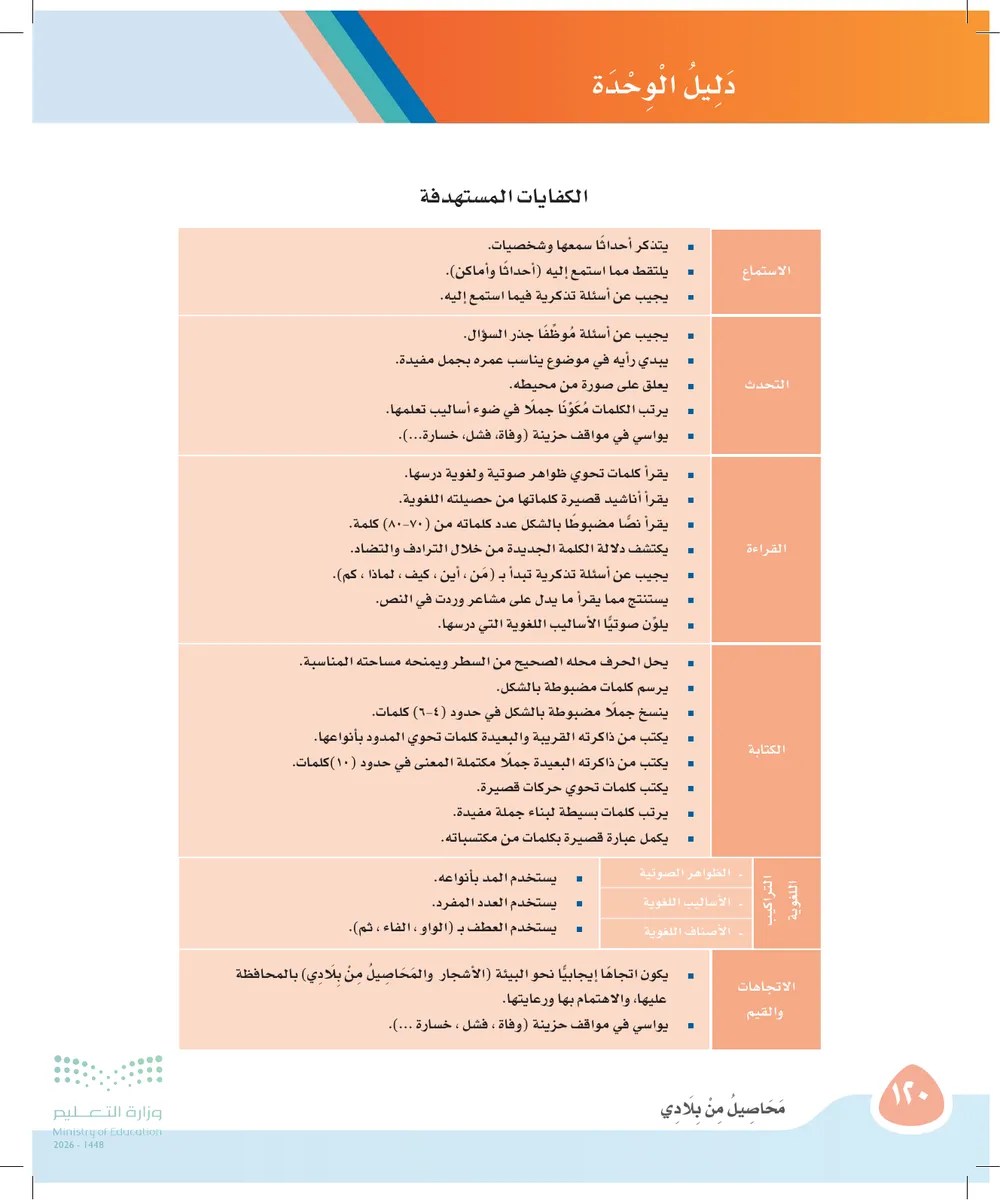 دَلِيلُ الْوِحْدَة
الكفايات المستهدفة
الاستماع
يتذكر أحداثًا سمعها وشخصيات.
يلتقط مما استمع إليه (أحداثًا وأماكن).
يجيب عن أسئلة تذكرية فيما استمع إليه.
التحدث
يجيب عن أسئلة مُوظِّفًا جذر السؤال.
يبدي رأيه في موضوع يناسب عمره بجمل مفيدة.
يعلق على صورة من محيطه.
يرتب الكلمات مُكَوِّنًا جملًا في ضوء أساليب تعلمها.
يواسي في مواقف حزينة (وفاة، فشل، خسارة...).
القراءة
يقرأ كلمات تحوي ظواهر صوتية ولغوية درسها.
يقرأ أناشيد قصيرة كلماتها من حصيلته اللغوية.
يقرأ نصًّا مضبوطًا بالشكل عدد كلماته من (٧٠-٨٠) كلمة.
يكتشف دلالة الكلمة الجديدة من خلال الترادف والتضاد.
يجيب عن أسئلة تذكرية تبدأ بـ (مَن ، أين ، كيف ، لماذا ، كم).
يستنتج مما يقرأ ما يدل على مشاعر وردت في النص.
يلوّن صوتيًّا الأساليب اللغوية التي درسها.
الكتابة
يحل الحرف محله الصحيح من السطر ويمنحه مساحته المناسبة.
يرسم كلمات مضبوطة بالشكل.
ينسخ جملًا مضبوطة بالشكل في حدود (٤-٦) كلمات.
يكتب من ذاكرته القريبة والبعيدة كلمات تحوي المدود بأنواعها.
يكتب من ذاكرته البعيدة جملًا مكتملة المعنى في حدود (١٠)كلمات.
يكتب كلمات تحوي حركات قصيرة.
يرتب كلمات بسيطة لبناء جملة مفيدة.
يكمل عبارة قصيرة بكلمات من مكتسباته.
التراكيب
اللغوية
- الظواهر الصوتية
- الأساليب اللغوية
- الأصناف اللغوية
يستخدم المد بأنواعه.
يستخدم العدد المفرد.
يستخدم العطف بـ (الواو ، الفاء ، ثم).
الاتجاهات
والقيم
يكون اتجاهًا إيجابيًّا نحو البيئة (الأشجار والمَحَاصِيلُ مِنْ بِلَادِي) بالمحافظة
عليها، والاهتمام بها ورعايتها.
يواسي في مواقف حزينة (وفاة ، فشل ، خسارة ...).
١٢٠
مَحَاصِيلُ مِنْ بِلَادِي
وزارة التعليم
Ministry of Education
2026 - 1448